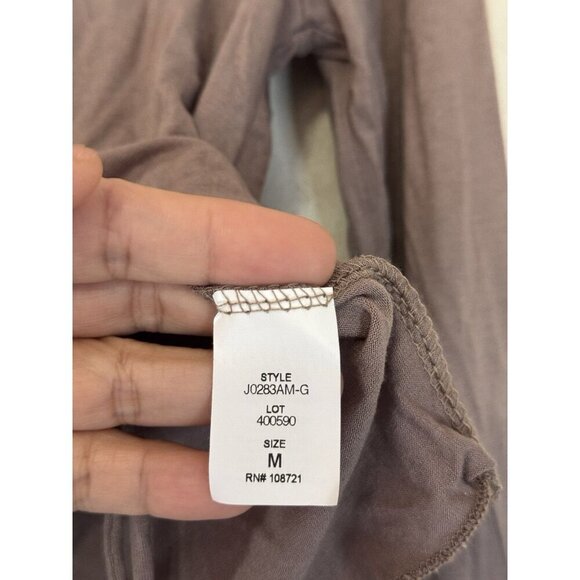 STYLE
J0283AM-G
LOT
400590
SIZE
M
RN# 108721